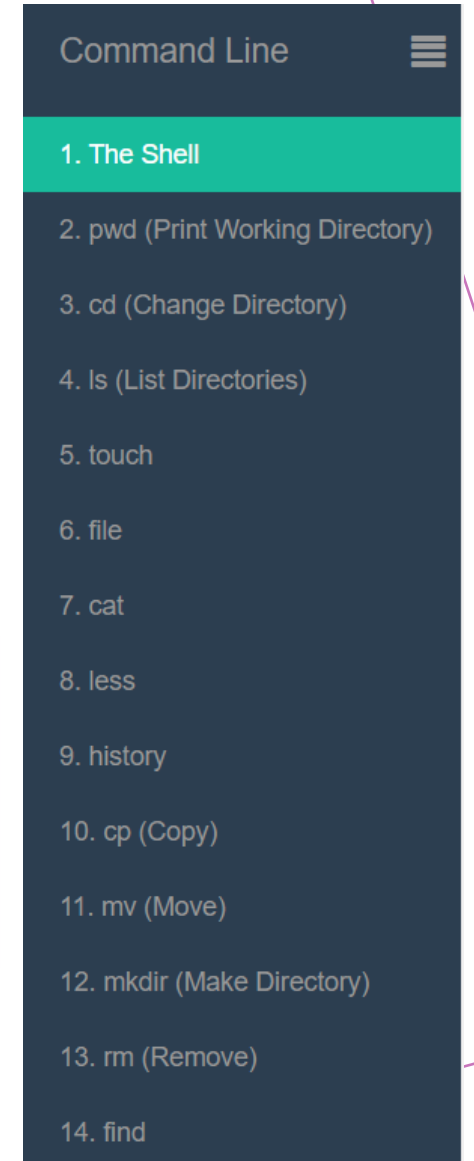 Command Line
1. The Shell
2. pwd (Print Working Directory)
3. cd (Change Directory)
4. ls (List Directories)
5. touch
6. file
7. cat
8. less
9. history
10. cp (Copy)
11. mv (Move)
12. mkdir (Make Directory)
13. rm (Remove)
14. find